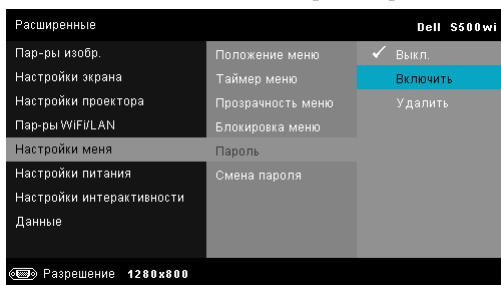 Расширенные Dell S500wi
Пар-ры изобр.
Настройки экрана
Настройки проектора
Пар-ры WiFi/LAN
Настройки меня
Настройки питания
Настройки интерактивности
Данные
Положение меню
Таймер меню
Прозрачность меню
Блокировка меню
Пароль
Смена пароля
Выкл.
Включить
Удалить
Разрешение 1280x800